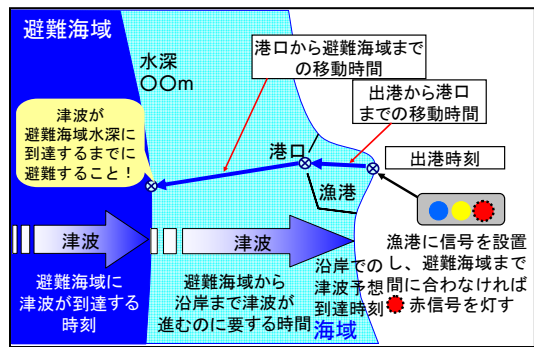 避難海域
水深
〇〇m
港口から避難海域まで
の移動時間
出港から港口
までの移動時間
津波が
避難海域水深に
到達するまでに
避難すること！
港口
出港時刻
漁港
津波
津波
避難海域に
津波が到達する
時刻
避難海域から
沿岸まで津波が
進むのに要する時間
沿岸での
津波予想
到達時刻
海域
漁港に信号を設置
し、避難海域まで
間に合わなければ
赤信号を灯す